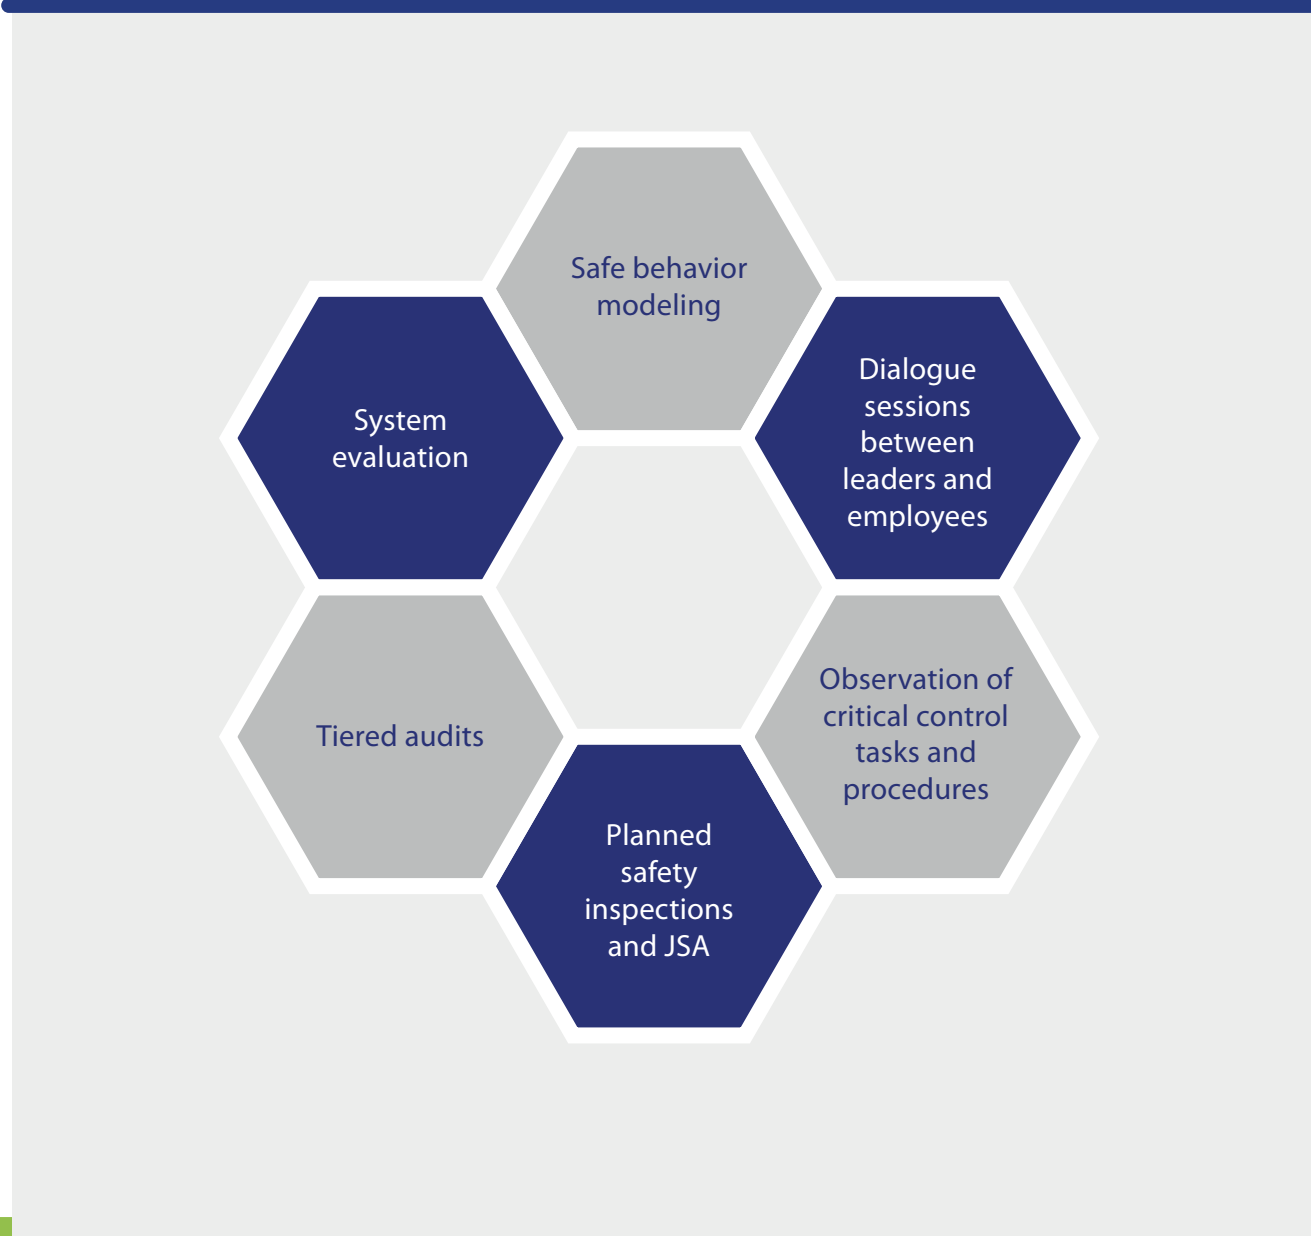 Safe behavior
modeling
Dialogue
sessions
between
leaders and
employees
Observation of
critical control
tasks and
procedures
Planned
safety
inspections
and JSA
Tiered audits
System
evaluation